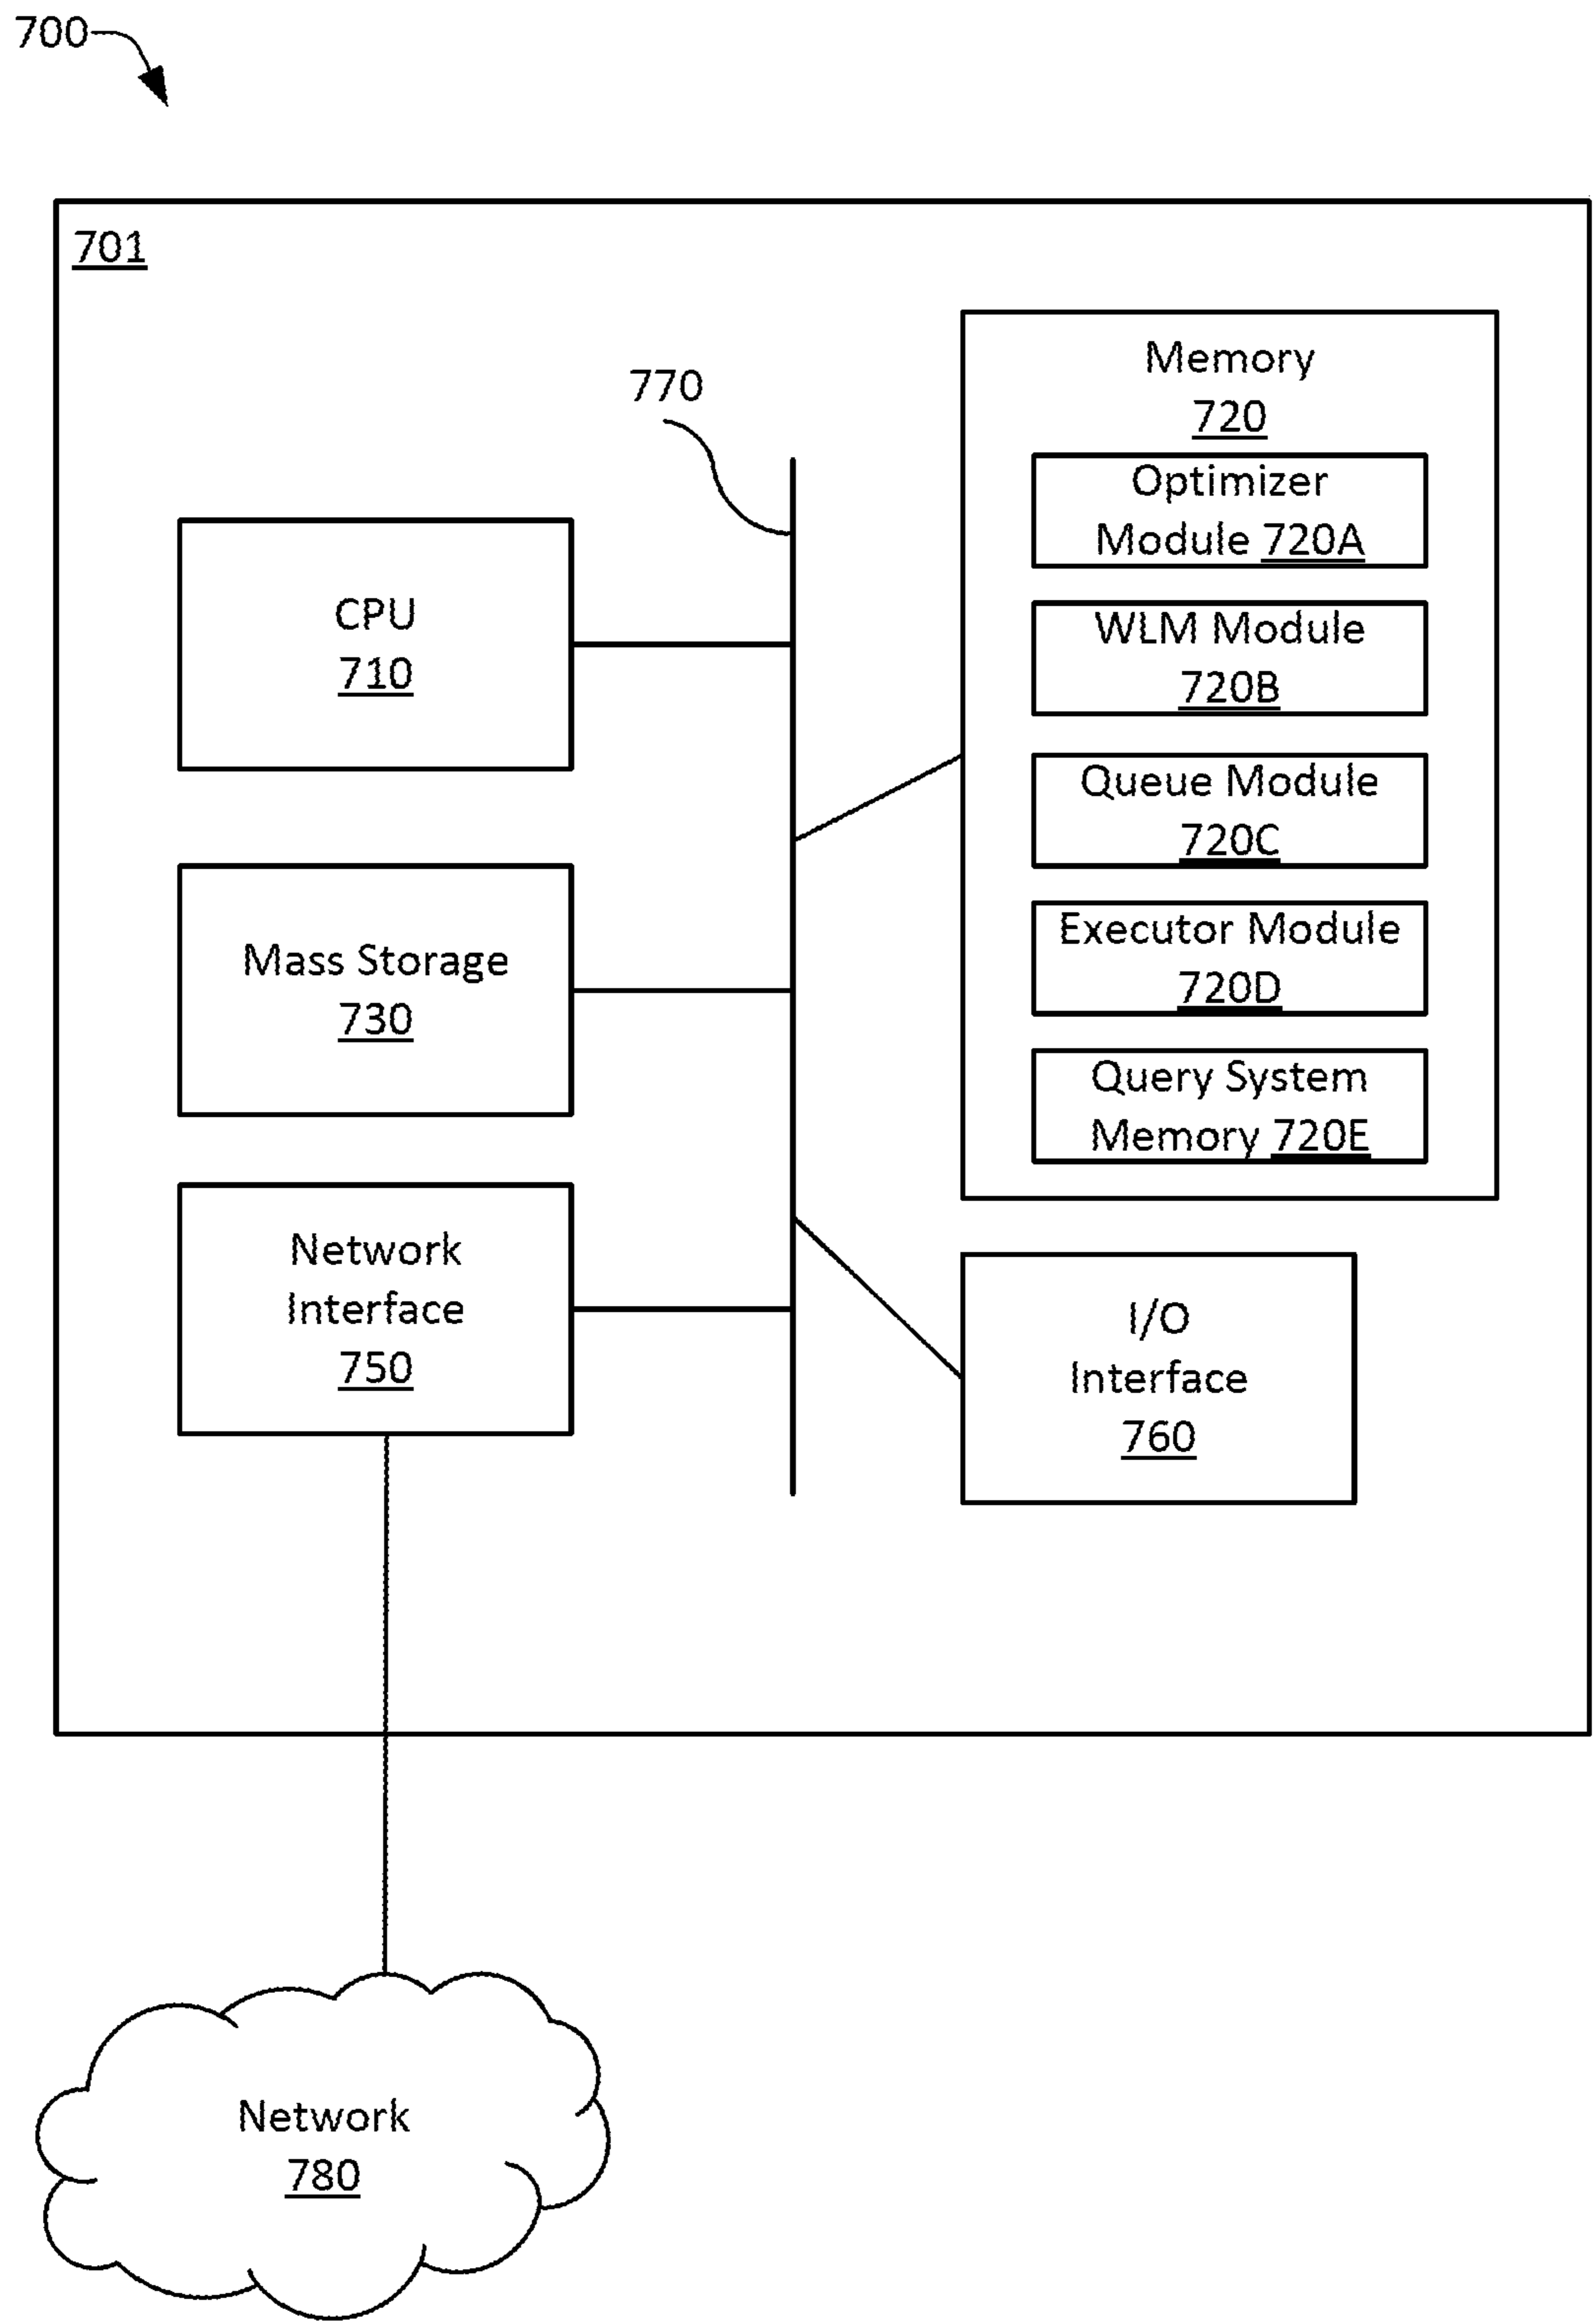 700
701
770
Memory
720
Optimizer
Module 720A
WLM Module
720B
Queue Module
720C
Executor Module
720D
Query System
Memory 720E
CPU
710
Mass Storage
730
Network
Interface
750
I/O
Interface
760
Network
780